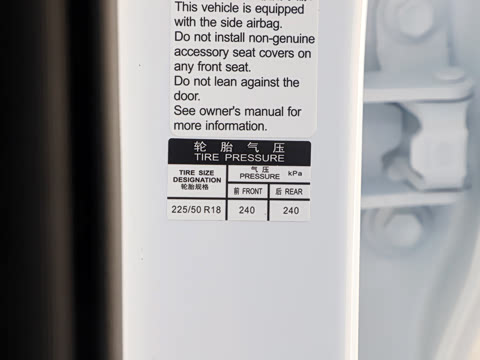 This vehicle is equipped
with the side airbag.
Do not install non-genuine
accessory seat covers on
any front seat.
Do not lean against the
door.
See owner's manual for
more information.
轮 胎 气 压
TIRE PRESSURE
TIRE SIZE
DESIGNATION
轮胎规格
气 压
PRESSURE kPa
前 FRONT 后 REAR
225/50 R18 240 240